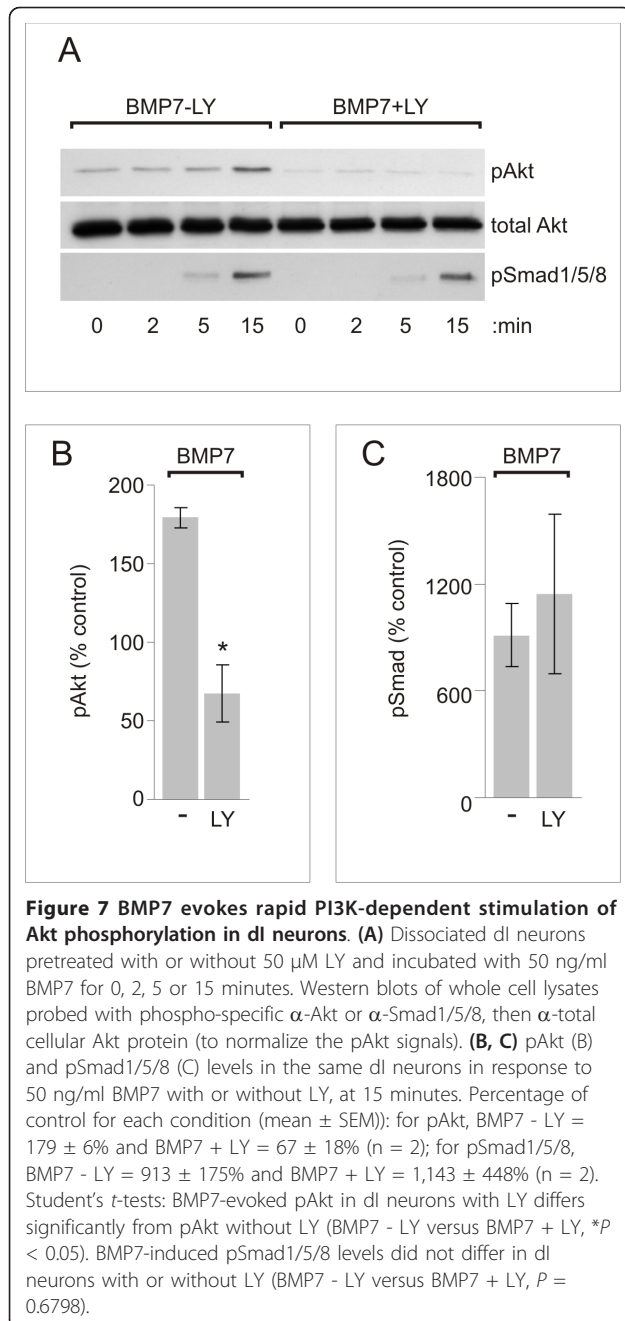 A
BMP7-LY BMP7+LY
pAkt
total Akt
pSmad1/5/8
0 2 5 15 0 2 5 15 :min
B
BMP7
200
150
100
50
0
pAkt (% control)
*
- LY
C
BMP7
1800
1200
600
0
pSmad (% control)
- LY
Figure 7 BMP7 evokes rapid PI3K-dependent stimulation of
Akt phosphorylation in dI neurons. (A) Dissociated dI neurons
pretreated with or without 50 μM LY and incubated with 50 ng/ml
BMP7 for 0, 2, 5 or 15 minutes. Western blots of whole cell lysates
probed with phospho-specific α-Akt or α-Smad1/5/8, then α-total
cellular Akt protein (to normalize the pAkt signals). (B, C) pAkt (B)
and pSmad1/5/8 (C) levels in the same dI neurons in response to
50 ng/ml BMP7 with or without LY, at 15 minutes. Percentage of
control for each condition (mean ± SEM)): for pAkt, BMP7 - LY =
179 ± 6% and BMP7 + LY = 67 ± 18% (n = 2); for pSmad1/5/8,
BMP7 - LY = 913 ± 175% and BMP7 + LY = 1,143 ± 448% (n = 2).
Student's t-tests: BMP7-evoked pAkt in dI neurons with LY differs
significantly from pAkt without LY (BMP7 - LY versus BMP7 + LY, *P
< 0.05). BMP7-induced pSmad1/5/8 levels did not differ in dI
neurons with or without LY (BMP7 - LY versus BMP7 + LY, P =
0.6798).